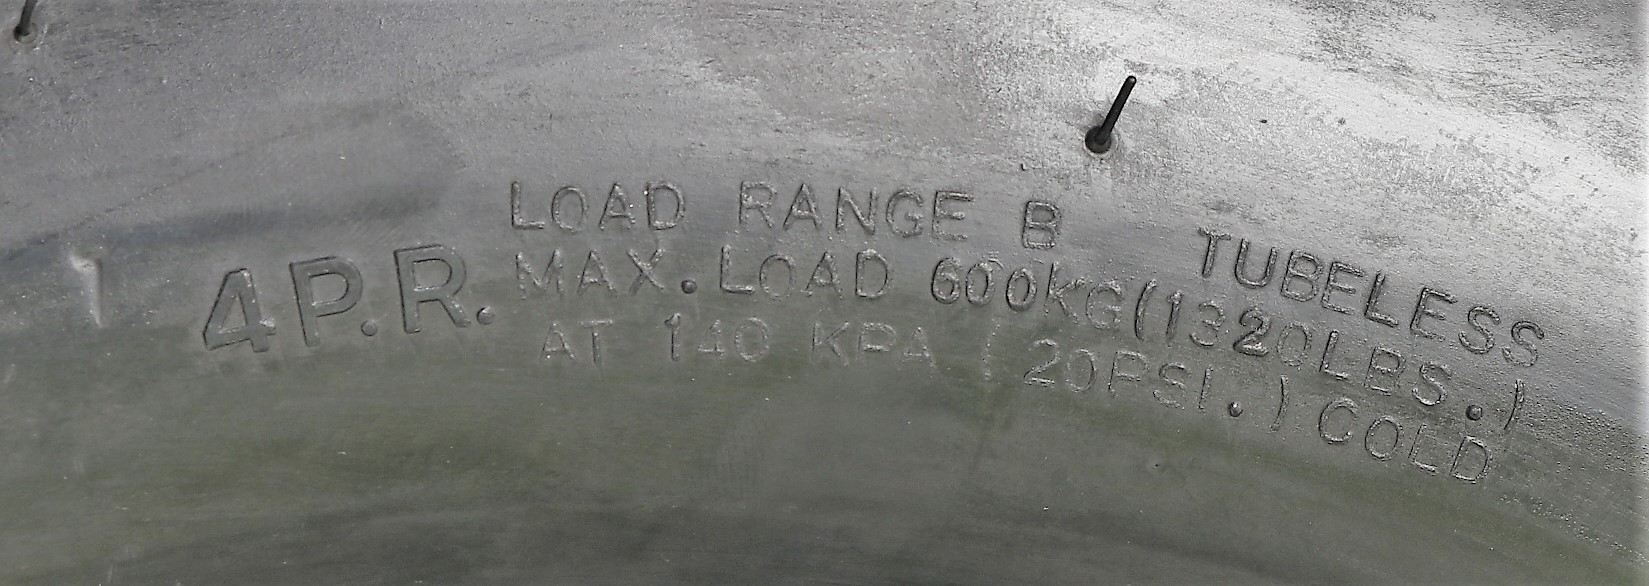 4P.R.
LOAD RANGE B TUBELESS
MAX. LOAD 600KG(1320LBS.)
AT 140 KPA (20PSI.) COLD